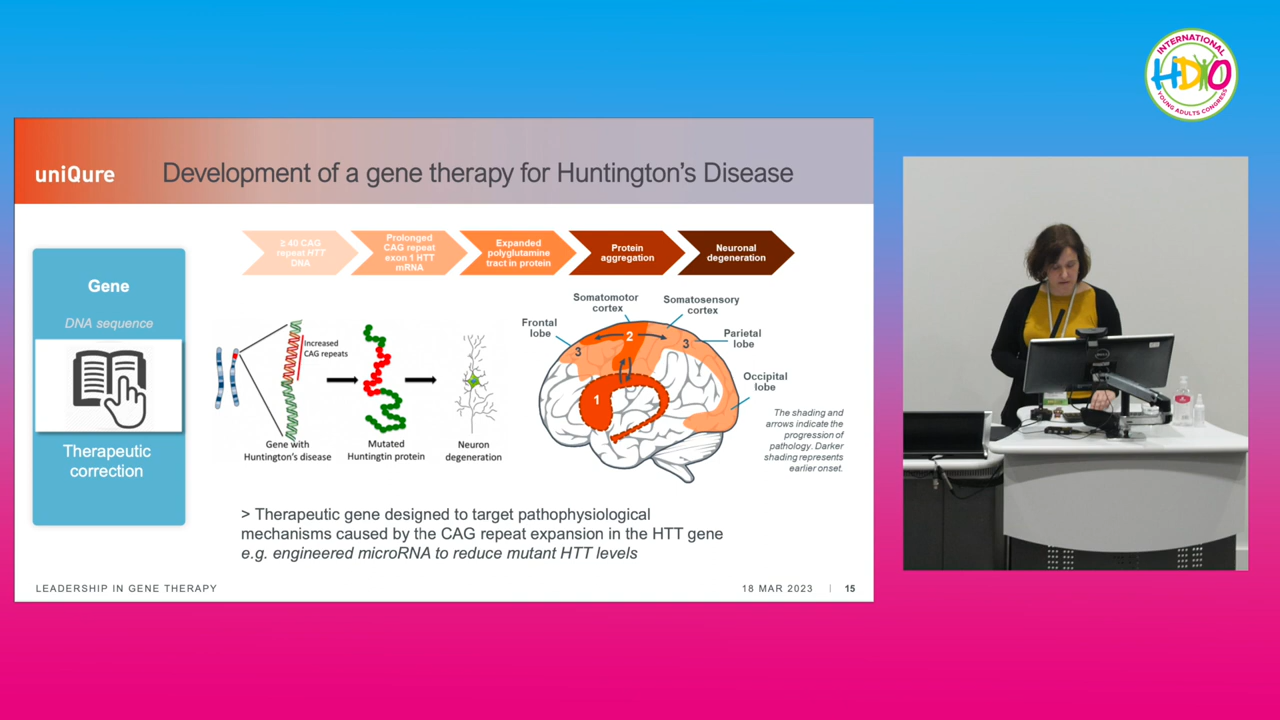 INTERNATIONAL
HDYO
YOUNG ADULTS CONGRESS
uniQure
Development of a gene therapy for Huntington's Disease
Gene
DNA sequence
Therapeutic
correction
≥ 40 CAG
repeat HTT
DNA
Prolonged
CAG repeat
exon 1 HTT
mRNA
Expanded
polyglutamine
tract in protein
Protein
aggregation
Neuronal
degeneration
Increased
CAG repeats
Gene with
Huntington's disease
Mutated
Huntingtin protein
Neuron
degeneration
Somatomotor
cortex
Somatosensory
cortex
Frontal
lobe
Parietal
lobe
Occipital
lobe
1
2
3
3
The shading and
arrows indicate the
progression of
pathology. Darker
shading represents
earlier onset.
> Therapeutic gene designed to target pathophysiological
mechanisms caused by the CAG repeat expansion in the HTT gene
e.g. engineered microRNA to reduce mutant HTT levels
LEADERSHIP IN GENE THERAPY
18 MAR 2023 | 15